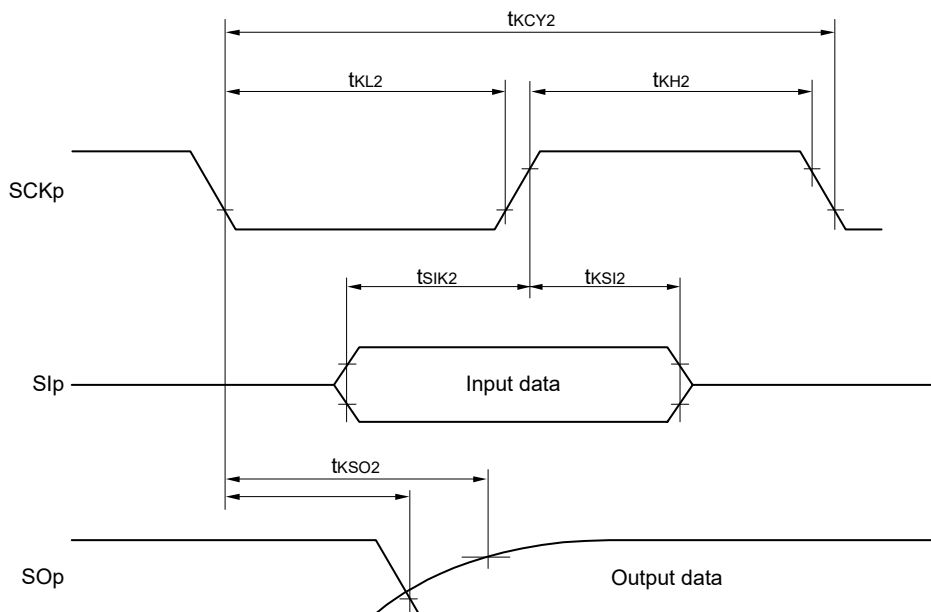 tKCY2
tKL2
tKH2
SCKp
tSIK2
tKSI2
SIp
Input data
tKSO2
SOp
Output data